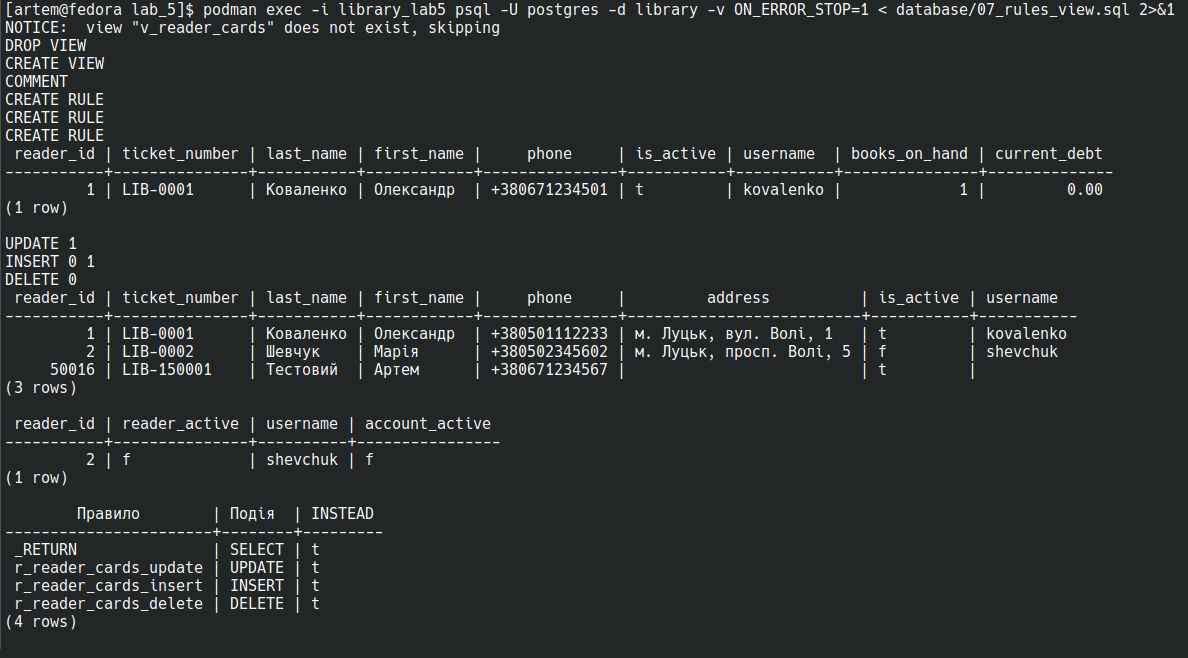 [artem@fedora lab_5]$ podman exec -i library_lab5 psql -U postgres -d library -v ON_ERROR_STOP=1 < database/07_rules_view.sql 2>&1
NOTICE:  view "v_reader_cards" does not exist, skipping
DROP VIEW
CREATE VIEW
COMMENT
CREATE RULE
CREATE RULE
CREATE RULE
 reader_id | ticket_number | last_name | first_name |     phone     | is_active | username  | books_on_hand | current_debt
-----------+---------------+-----------+------------+---------------+-----------+-----------+---------------+--------------
         1 | LIB-0001      | Коваленко | Олександр  | +380671234501 | t         | kovalenko |             1 |         0.00
(1 row)

UPDATE 1
INSERT 0 1
DELETE 0
 reader_id | ticket_number | last_name | first_name |     phone     |         address          | is_active | username
-----------+---------------+-----------+------------+---------------+--------------------------+-----------+-----------
         1 | LIB-0001      | Коваленко | Олександр  | +380501112233 | м. Луцьк, вул. Волі, 1   | t         | kovalenko
         2 | LIB-0002      | Шевчук    | Марія      | +380502345602 | м. Луцьк, просп. Волі, 5 | f         | shevchuk
     50016 | LIB-150001    | Тестовий  | Артем      | +380671234567 |                          | t         |
(3 rows)

 reader_id | reader_active | username | account_active
-----------+---------------+----------+----------------
         2 | f             | shevchuk | f
(1 row)

        Правило        | Подія  | INSTEAD
-----------------------+--------+---------
 _RETURN               | SELECT | t
 r_reader_cards_update | UPDATE | t
 r_reader_cards_insert | INSERT | t
 r_reader_cards_delete | DELETE | t
(4 rows)